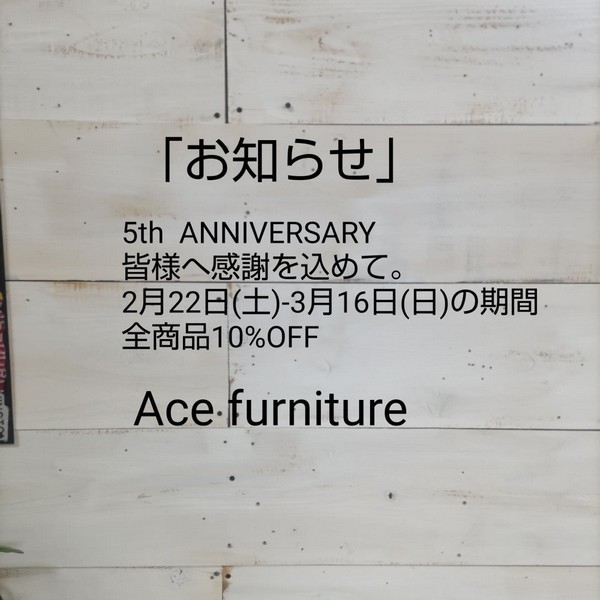 「お知らせ」
5th ANNIVERSARY
皆様へ感謝を込めて。
2月22日(土)-3月16日(日)の期間
全商品10%OFF
Ace furniture